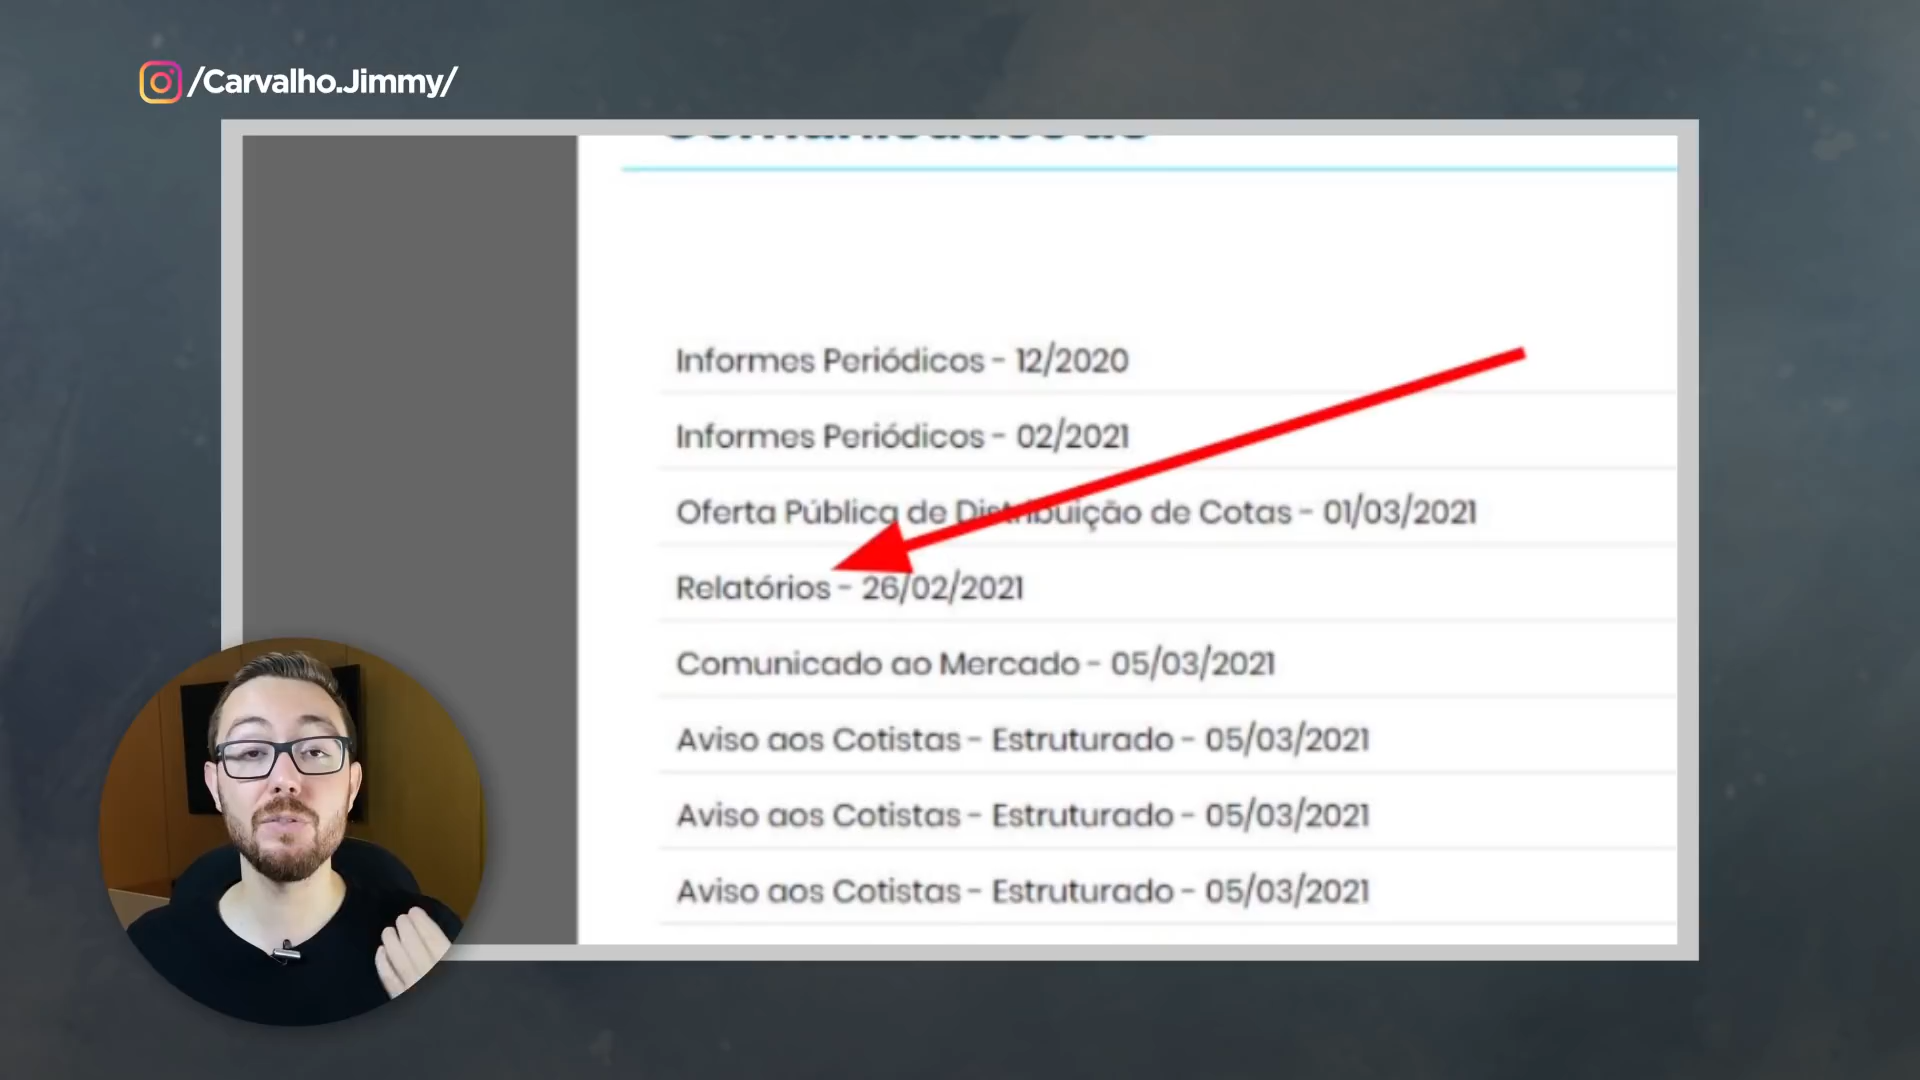 /Carvalho.Jimmy/
Informes Periódicos - 12/2020
Informes Periódicos - 02/2021
Oferta Pública de Distribuição de Cotas - 01/03/2021
Relatórios - 26/02/2021
Comunicado ao Mercado - 05/03/2021
Aviso aos Cotistas - Estruturado - 05/03/2021
Aviso aos Cotistas - Estruturado - 05/03/2021
Aviso aos Cotistas - Estruturado - 05/03/2021